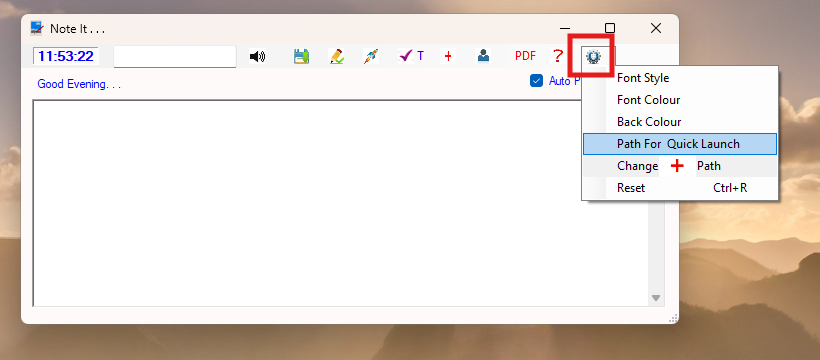 Note It . . .
11:53:22
T + PDF ?
Good Evening. . .
Auto P
Font Style
Font Colour
Back Colour
Path For Quick Launch
Change + Path
Reset Ctrl+R